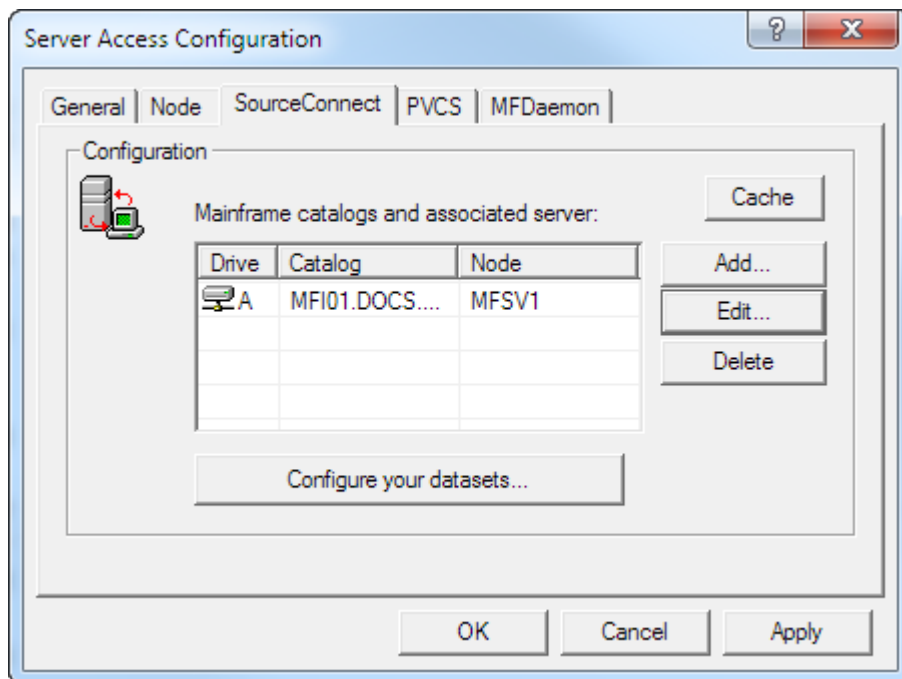 Server Access Configuration
General Node SourceConnect PVCS MFDaemon
Configuration
Cache
Mainframe catalogs and associated server:
Drive Catalog Node
Add...
A MFI01.DOCS.... MFSV1
Edit...
Delete
Configure your datasets...
OK Cancel Apply